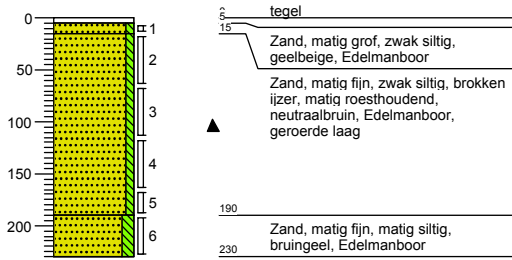 0
50
100
150
200
1
2
3
4
5
6
0
5
15
190
230
tegel
Zand, matig grof, zwak siltig,
geelbeige, Edelmanboor
Zand, matig fijn, zwak siltig, brokken
ijzer, matig roesthoudend,
neutraalbruin, Edelmanboor,
geroerde laag
Zand, matig fijn, matig siltig,
bruingeel, Edelmanboor